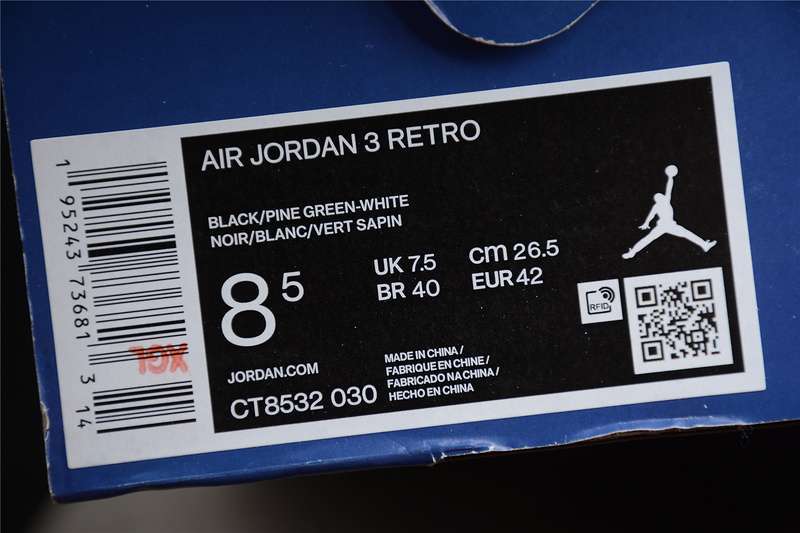 AIR JORDAN 3 RETRO
BLACK/PINE GREEN-WHITE
NOIR/BLANC/VERT SAPIN
8 5
UK 7.5
BR 40
CM 26.5
EUR 42
RFID
JORDAN.COM
CT8532 030
MADE IN CHINA /
FABRIQUE EN CHINE /
FABRICADO NA CHINA /
HECHO EN CHINA
1 95243 73681 3 14
XGL